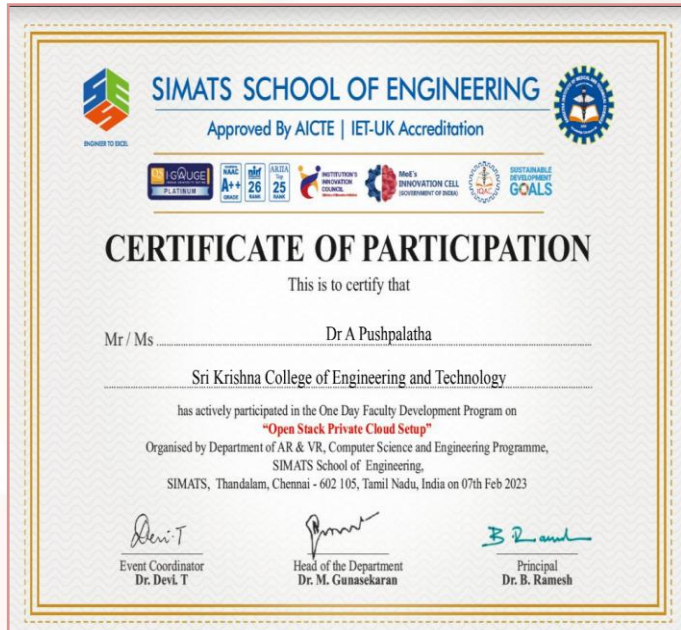 SIMATS SCHOOL OF ENGINEERING
Approved By AICTE | IET-UK Accreditation
ENGINEER TO EXCEL
I·GAUGE
PLATINUM
NAAC
A++
GRADE
nirf
26
RANK
ARIIA
Top
25
RANK
INSTITUTION'S
INNOVATION
COUNCIL
MoE's
INNOVATION CELL
(GOVERNMENT OF INDIA)
IQAC
SUSTAINABLE
DEVELOPMENT
GOALS
CERTIFICATE OF PARTICIPATION
This is to certify that
Mr / Ms Dr A Pushpalatha
Sri Krishna College of Engineering and Technology
has actively participated in the One Day Faculty Development Program on
“Open Stack Private Cloud Setup”
Organised by Department of AR & VR, Computer Science and Engineering Programme,
SIMATS School of Engineering,
SIMATS, Thandalam, Chennai - 602 105, Tamil Nadu, India on 07th Feb 2023
Devi.T
B. Ramesh
Event Coordinator
Dr. Devi. T
Head of the Department
Dr. M. Gunasekaran
Principal
Dr. B. Ramesh